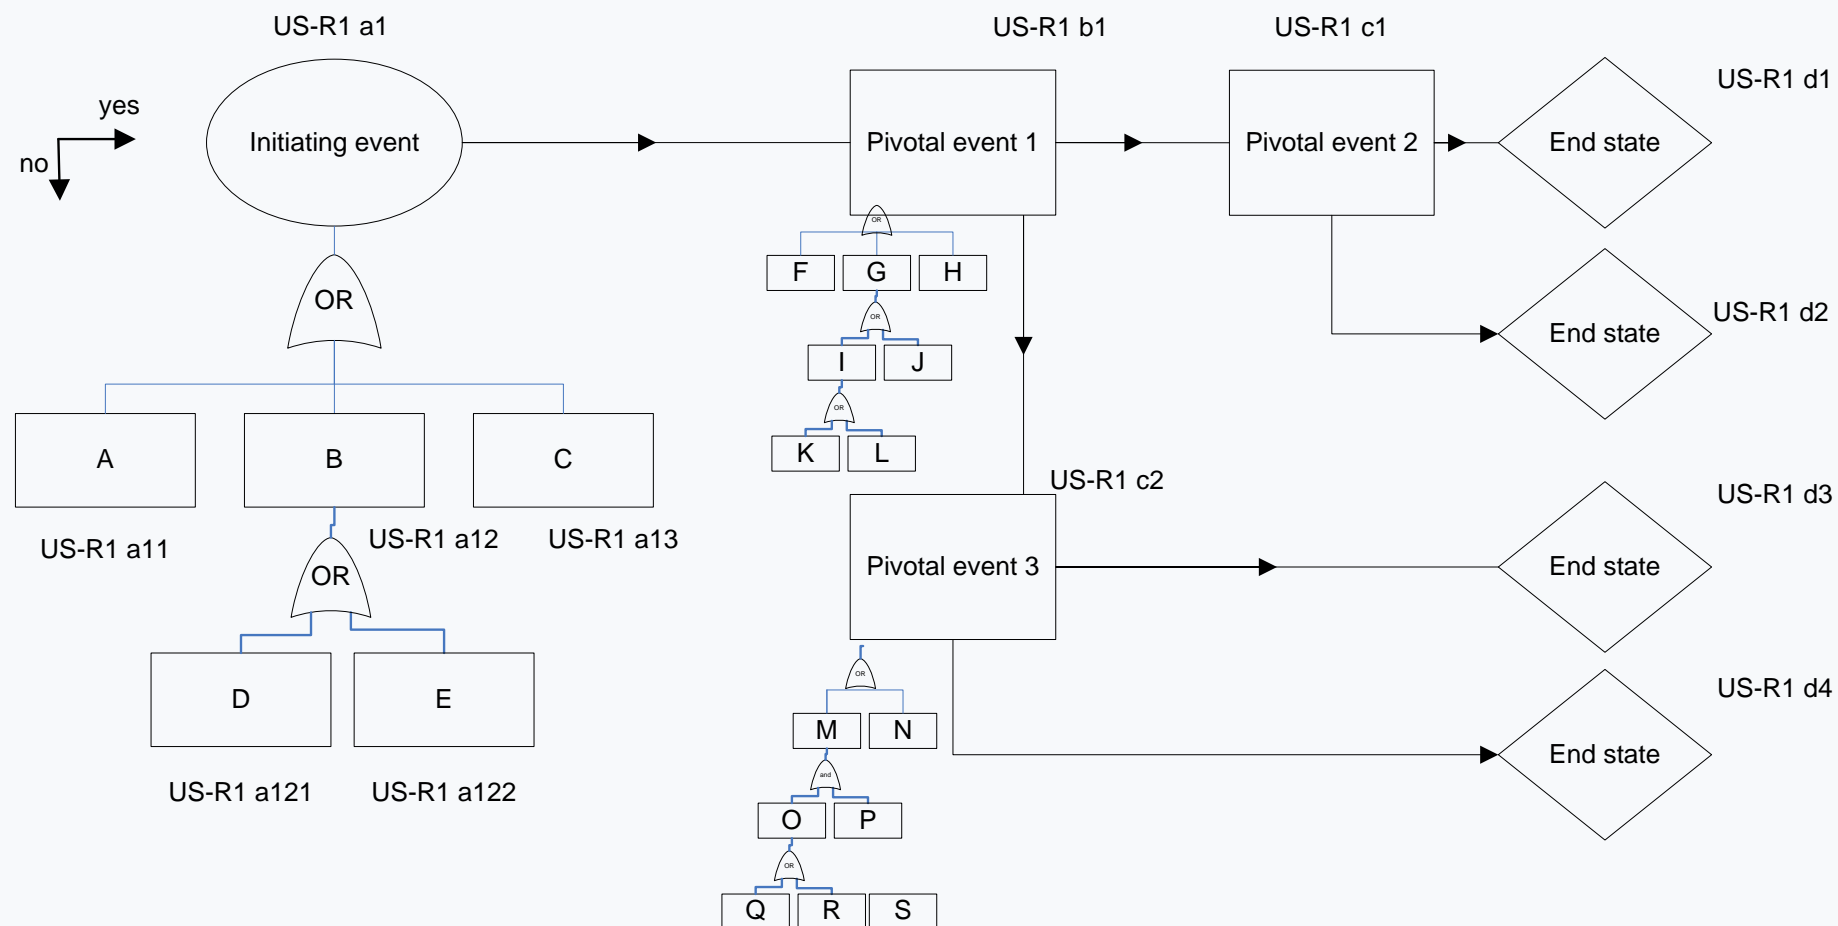 US-R1 a1
US-R1 b1
US-R1 c1
US-R1 d1
yes
no
Initiating event
Pivotal event 1
Pivotal event 2
End state
OR
F
G
H
OR
OR
I
J
OR
K
L
US-R1 d2
End state
A
B
C
US-R1 a11
US-R1 a12
US-R1 a13
OR
D
E
US-R1 a121
US-R1 a122
US-R1 c2
Pivotal event 3
US-R1 d3
End state
OR
M
N
and
O
P
OR
Q
R
S
US-R1 d4
End state